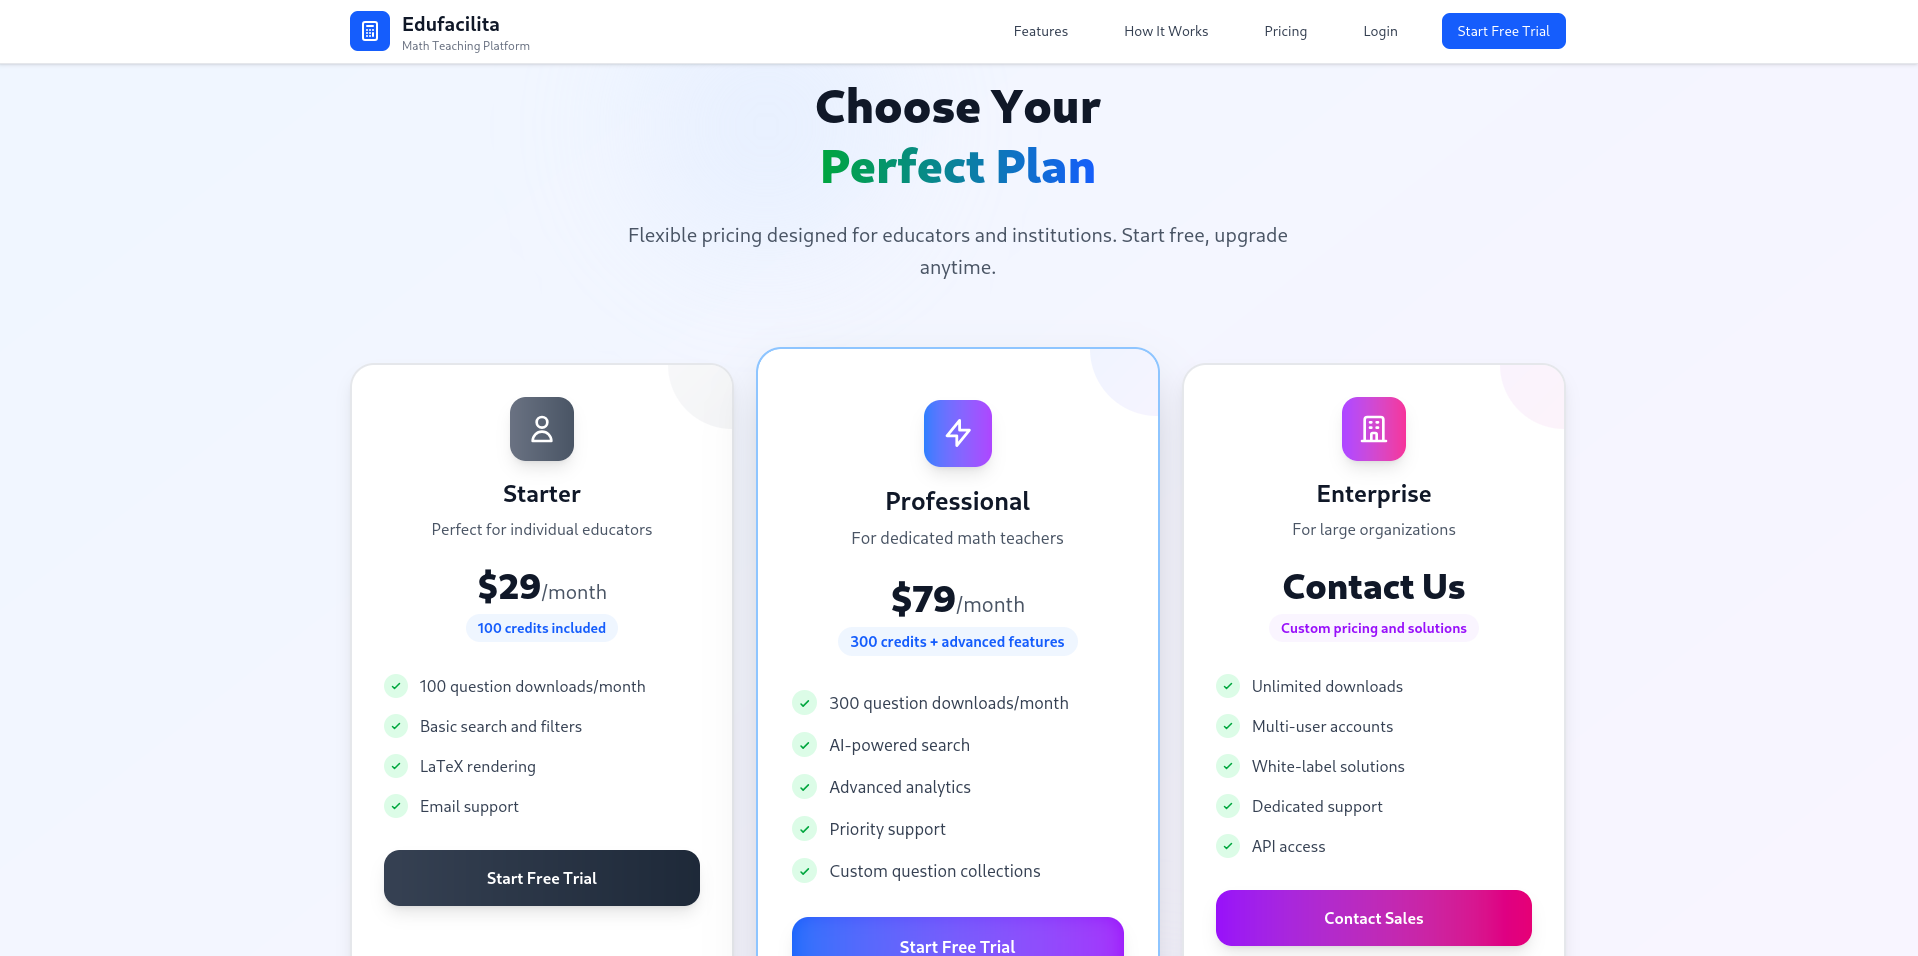 Edufacilita
Math Teaching Platform
Features
How It Works
Pricing
Login
Start Free Trial
Choose Your
Perfect Plan
Flexible pricing designed for educators and institutions. Start free, upgrade
anytime.
Starter
Perfect for individual educators
$29/month
100 credits included
100 question downloads/month
Basic search and filters
LaTeX rendering
Email support
Start Free Trial
Professional
For dedicated math teachers
$79/month
300 credits + advanced features
300 question downloads/month
AI-powered search
Advanced analytics
Priority support
Custom question collections
Start Free Trial
Enterprise
For large organizations
Contact Us
Custom pricing and solutions
Unlimited downloads
Multi-user accounts
White-label solutions
Dedicated support
API access
Contact Sales